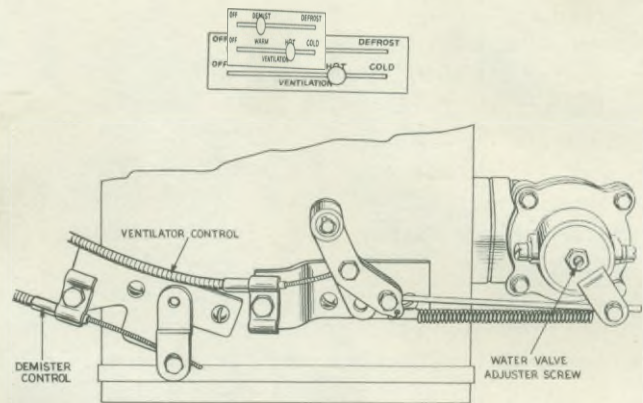 OFF DEMIST DEFROST
OFF WARM HOT COLD
VENTILATION
OFF DEFROST
OFF HOT COLD
VENTILATION
VENTILATOR CONTROL
DEMISTER
CONTROL
WATER VALVE
ADJUSTER SCREW